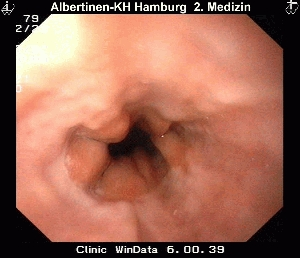 Albertinen-KH Hamburg 2. Medizin
79
Clinic WinData 6.00.39